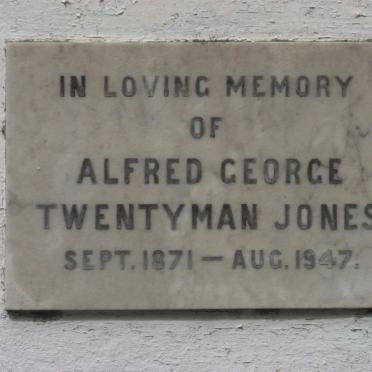 IN LOVING MEMORY
OF
ALFRED GEORGE
TWENTYMAN JONES
SEPT. 1871 — AUG. 1947.